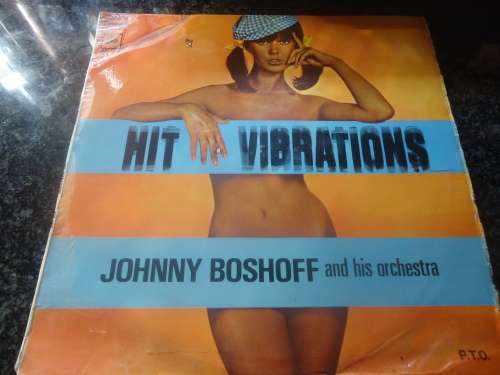 HIT VIBRATIONS
JOHNNY BOSHOFF and his orchestra
P.T.O.